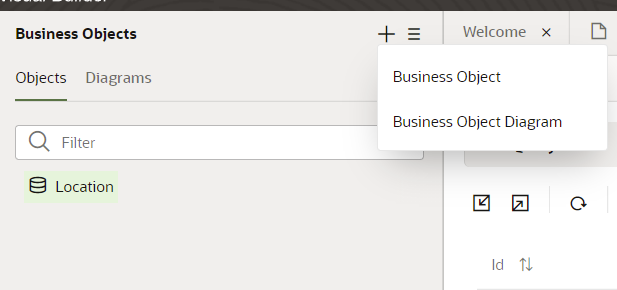 Visual Builder
Business Objects
Welcome
Business Object
Objects Diagrams
Business Object Diagram
Filter
Location
Id